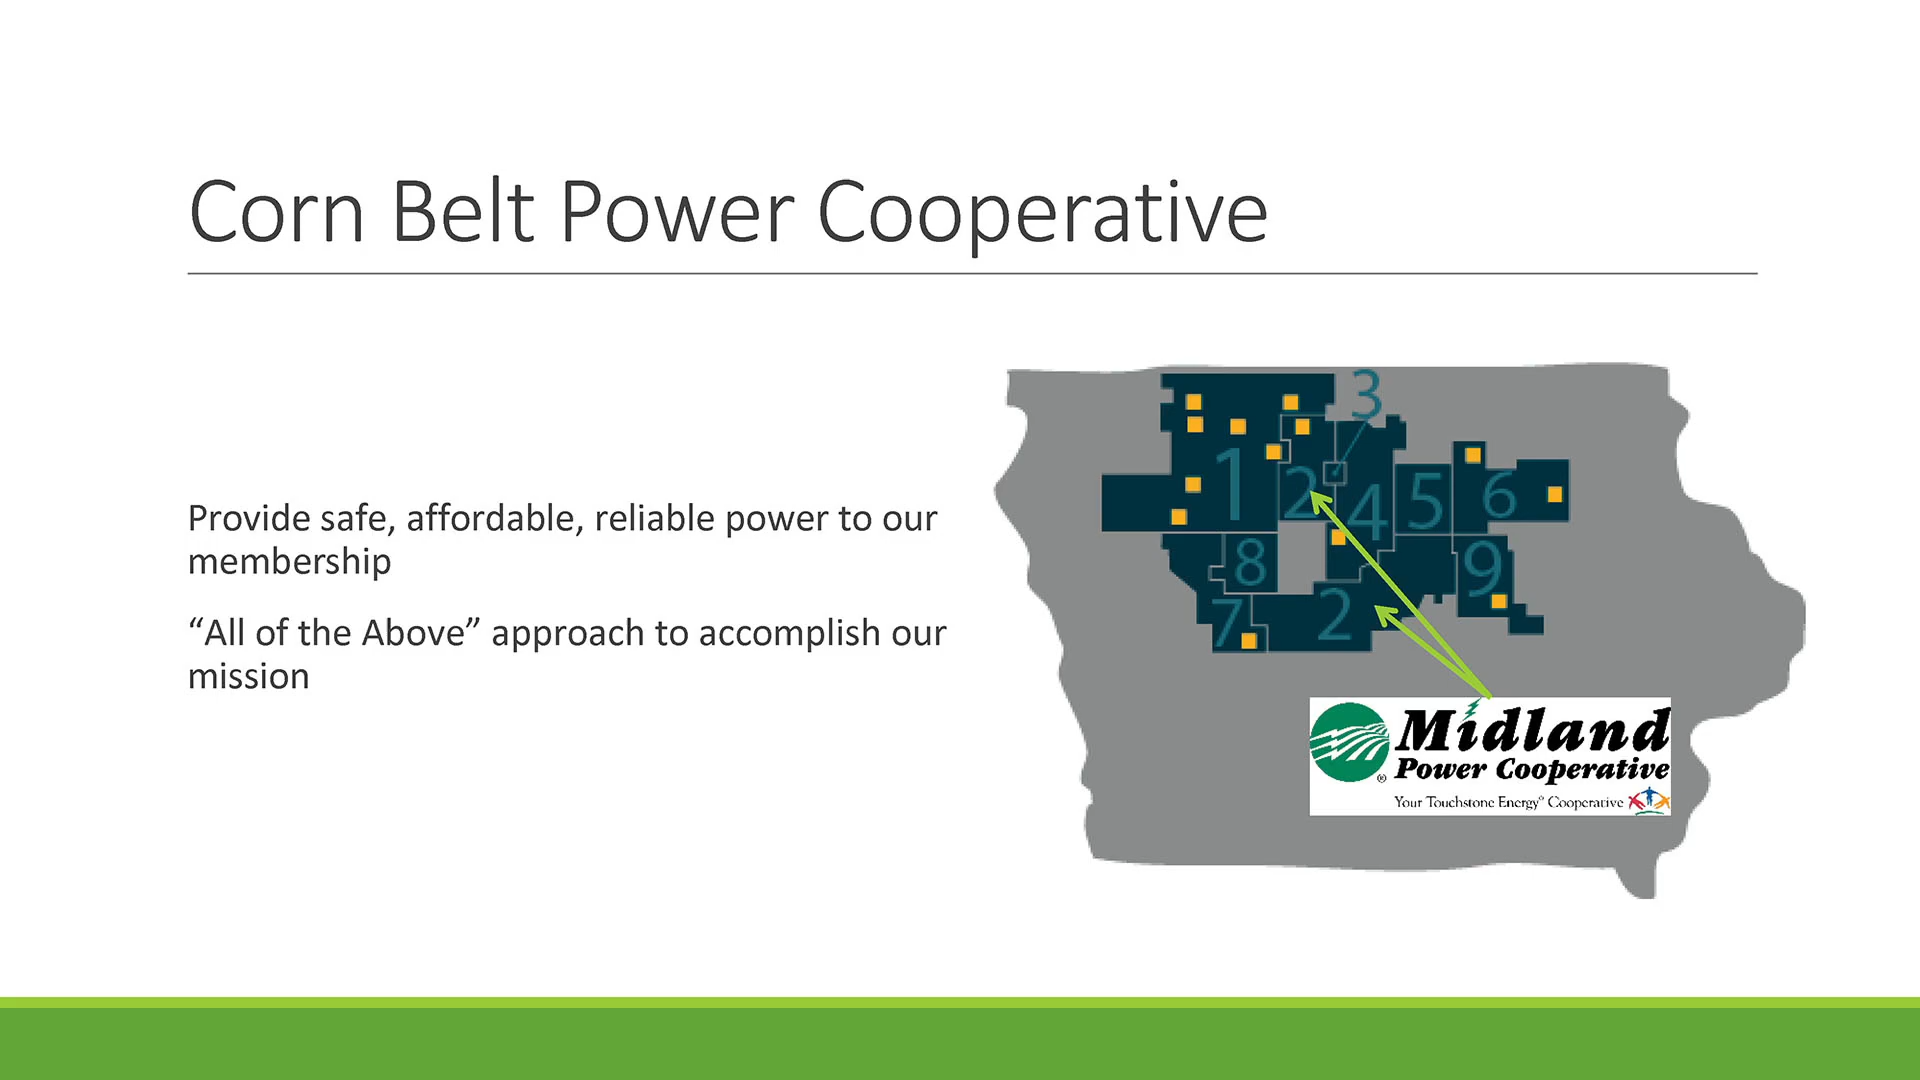 Corn Belt Power Cooperative
Provide safe, affordable, reliable power to our
membership
“All of the Above” approach to accomplish our
mission
3
1
2
4
5
6
8
9
7
2
Midland
Power Cooperative
®
Your Touchstone Energy® Cooperative